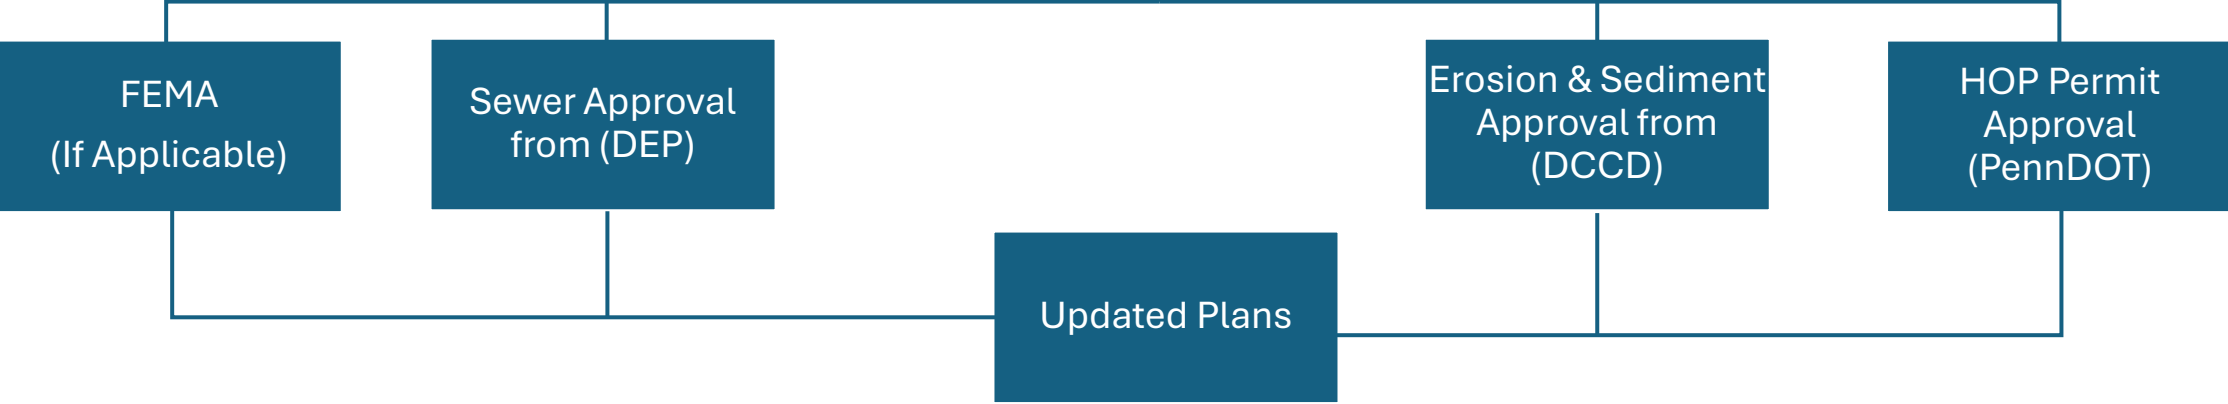 FEMA
(If Applicable)
Sewer Approval
from (DEP)
Erosion & Sediment
Approval from
(DCCD)
HOP Permit
Approval
(PennDOT)
Updated Plans